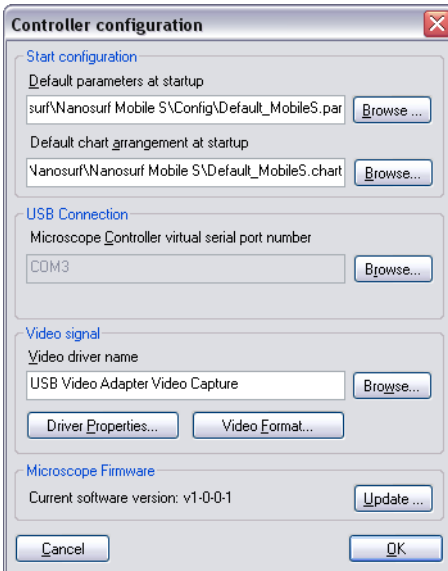 Controller configuration
Start configuration
Default parameters at startup
surf\Nanosurf Mobile S\Config\Default_MobileS.par
Browse ...
Default chart arrangement at startup
Nanosurf\Nanosurf Mobile S\Default_MobileS.chart
Browse...
USB Connection
Microscope Controller virtual serial port number
COM3
Browse...
Video signal
Video driver name
USB Video Adapter Video Capture
Browse...
Driver Properties...
Video Format...
Microscope Firmware
Current software version: v1-0-0-1
Update ...
Cancel
OK